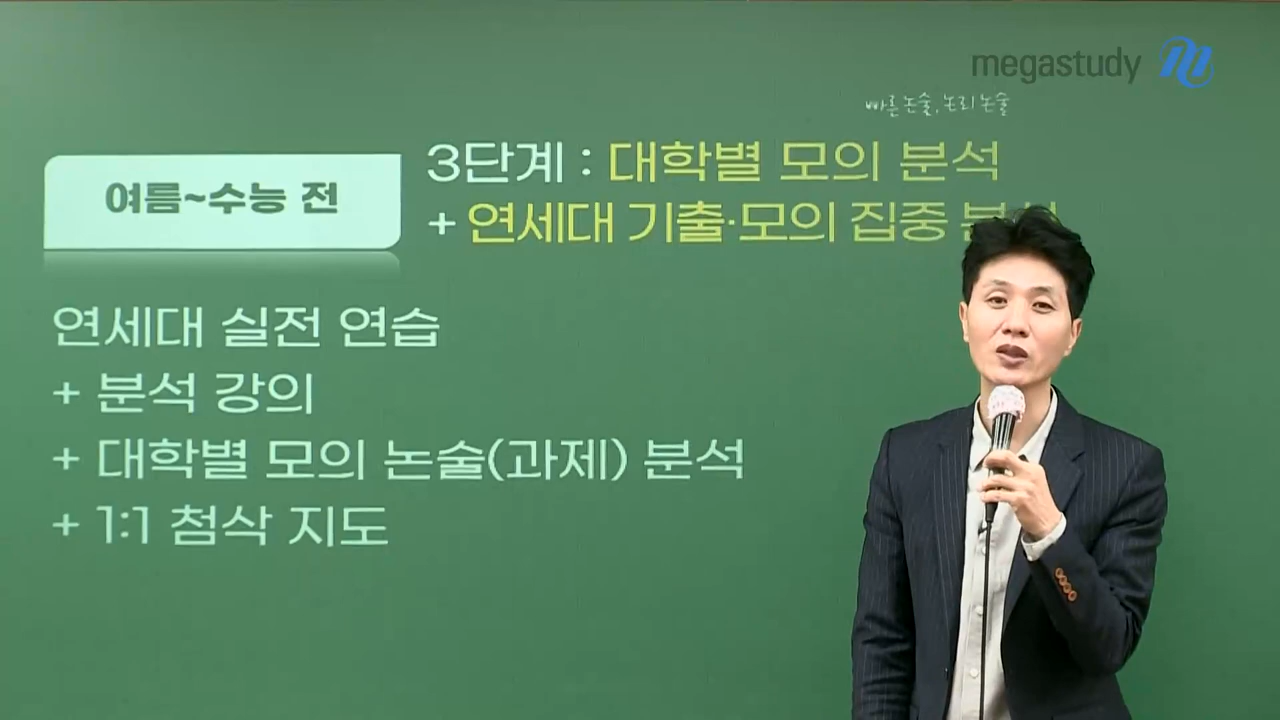 megastudy
빠른논술, 논리논술
여름~수능 전
3단계 : 대학별 모의 분석
+ 연세대 기출·모의 집중
연세대 실전 연습
+ 분석 강의
+ 대학별 모의 논술(과제) 분석
+ 1:1 첨삭 지도